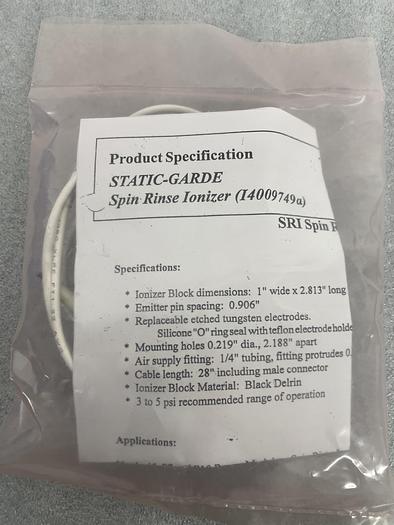 Product Specification
STATIC-GARDE
Spin Rinse Ionizer (I4009749a)
SRI Spin
Specifications:
* Ionizer Block dimensions: 1" wide x 2.813" long
* Emitter pin spacing: 0.906"
* Replaceable etched tungsten electrodes.
Silicone "O" ring seal with teflon electrode holde
* Mounting holes 0.219" dia., 2.188" apart
* Air supply fitting: 1/4" tubing, fitting protrudes 0.
* Cable length: 28" including male connector
* Ionizer Block Material: Black Delrin
* 3 to 5 psi recommended range of operation
Applications: